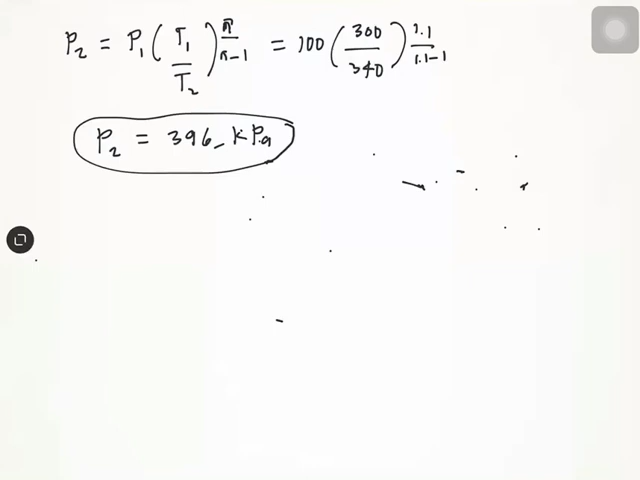 P₂ = P₁ (T₁/T₂)^(n/(n-1)) = 100 (300/340)^(1.1/(1.1-1))
P₂ = 396 kPa